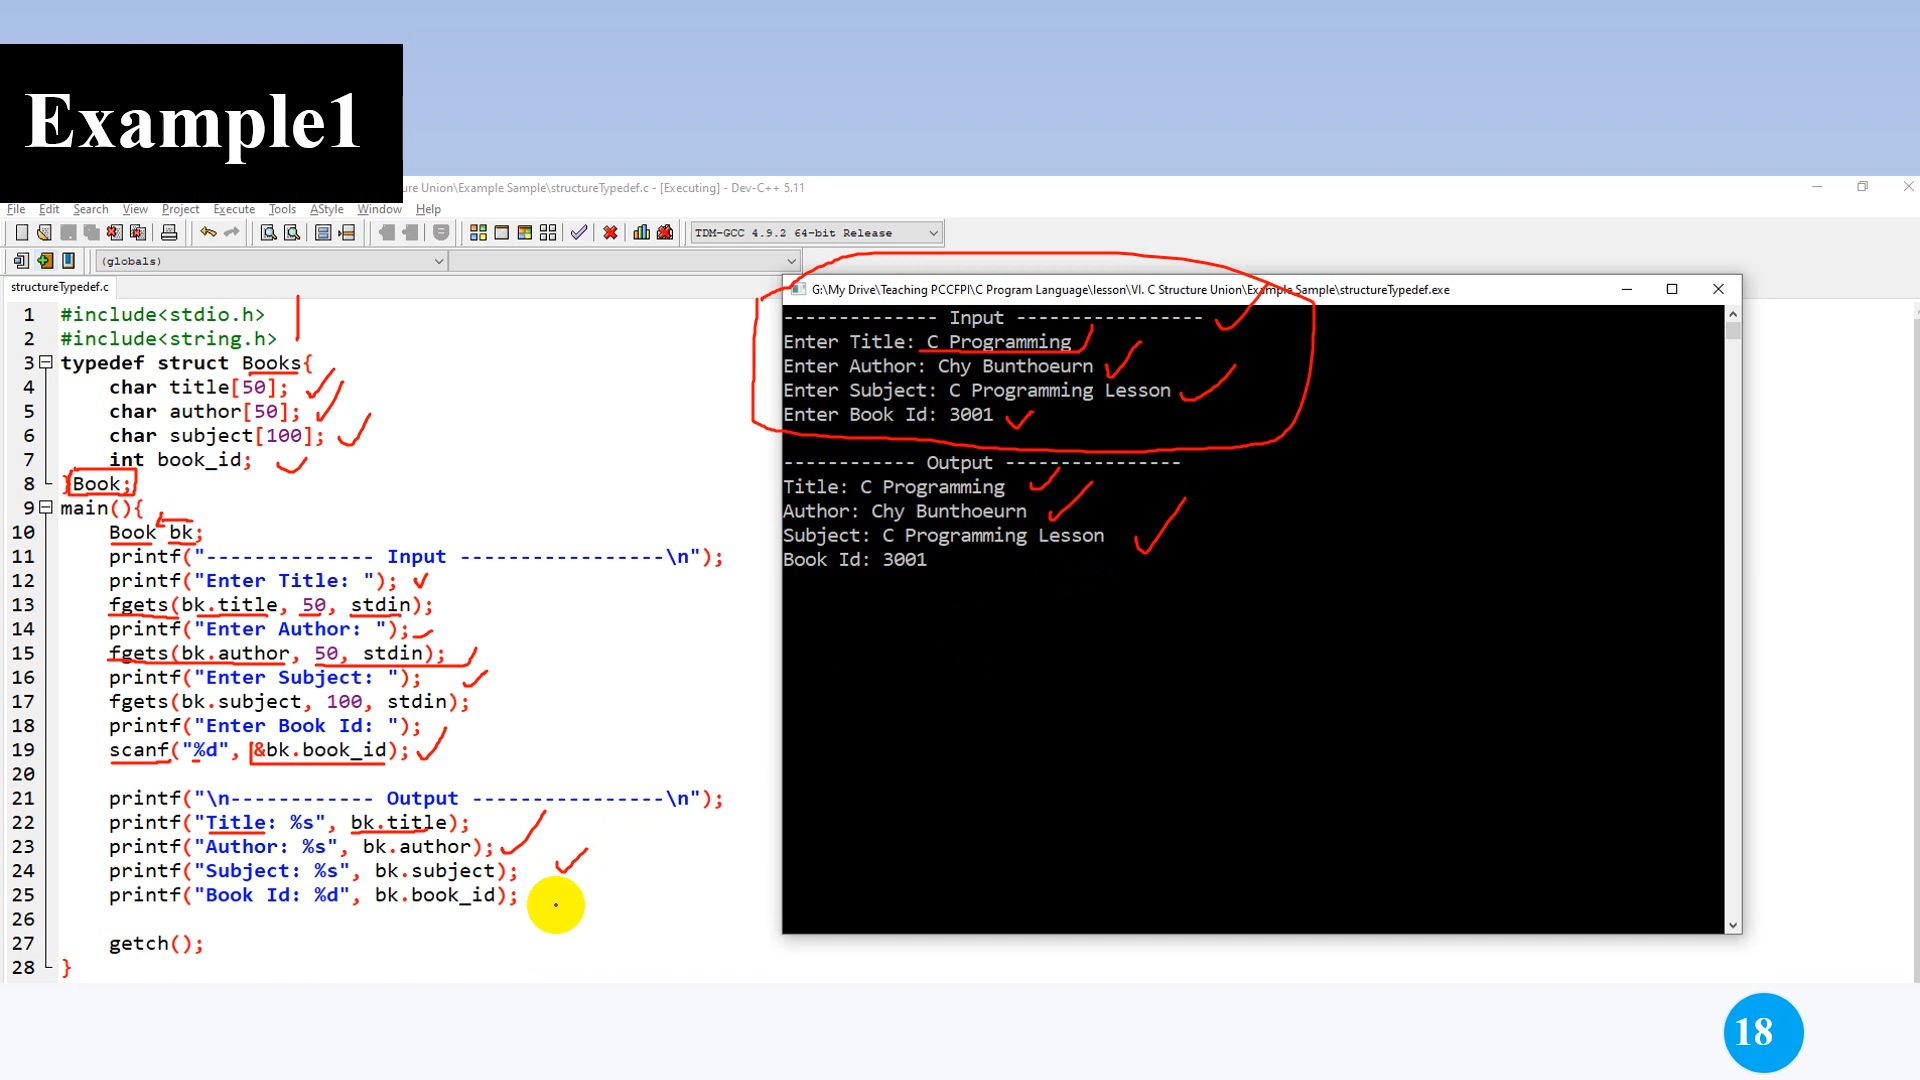 Example1
ure Union\Example Sample\structureTypedef.c - [Executing] - Dev-C++ 5.11
File Edit Search View Project Execute Tools AStyle Window Help
TDM-GCC 4.9.2 64-bit Release
(globals)
structureTypedef.c
1 #include<stdio.h>
2 #include<string.h>
3 typedef struct Books{
4 char title[50];
5 char author[50];
6 char subject[100];
7 int book_id;
8 }Book;
9 main(){
10 Book bk;
11 printf("-------------- Input -----------------\n");
12 printf("Enter Title: ");
13 fgets(bk.title, 50, stdin);
14 printf("Enter Author: ");
15 fgets(bk.author, 50, stdin);
16 printf("Enter Subject: ");
17 fgets(bk.subject, 100, stdin);
18 printf("Enter Book Id: ");
19 scanf("%d", &bk.book_id);
20
21 printf("\n------------ Output ----------------\n");
22 printf("Title: %s", bk.title);
23 printf("Author: %s", bk.author);
24 printf("Subject: %s", bk.subject);
25 printf("Book Id: %d", bk.book_id);
26
27 getch();
28 }
G:\My Drive\Teaching PCCFPI\C Program Language\lesson\VI. C Structure Union\Example Sample\structureTypedef.exe
-------------- Input -----------------
Enter Title: C Programming
Enter Author: Chy Bunthoeurn
Enter Subject: C Programming Lesson
Enter Book Id: 3001
------------ Output ----------------
Title: C Programming
Author: Chy Bunthoeurn
Subject: C Programming Lesson
Book Id: 3001
18